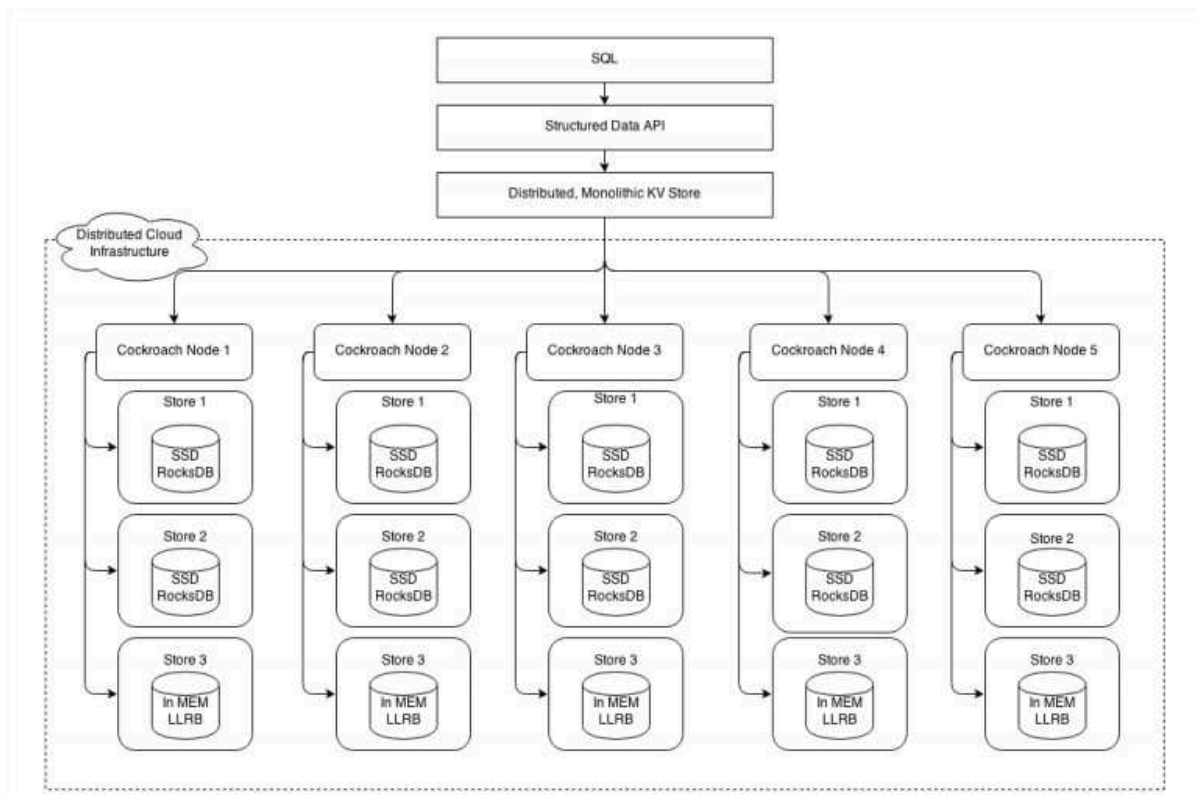 SQL
Structured Data API
Distributed, Monolithic KV Store
Distributed Cloud
Infrastructure
Cockroach Node 1
Cockroach Node 2
Cockroach Node 3
Cockroach Node 4
Cockroach Node 5
Store 1
SSD
RocksDB
Store 1
SSD
RocksDB
Store 1
SSD
RocksDB
Store 1
SSD
RocksDB
Store 1
SSD
RocksDB
Store 2
SSD
RocksDB
Store 2
SSD
RocksDB
Store 2
SSD
RocksDB
Store 2
SSD
RocksDB
Store 2
SSD
RocksDB
Store 3
In MEM
LLRB
Store 3
In MEM
LLRB
Store 3
In MEM
LLRB
Store 3
In MEM
LLRB
Store 3
In MEM
LLRB